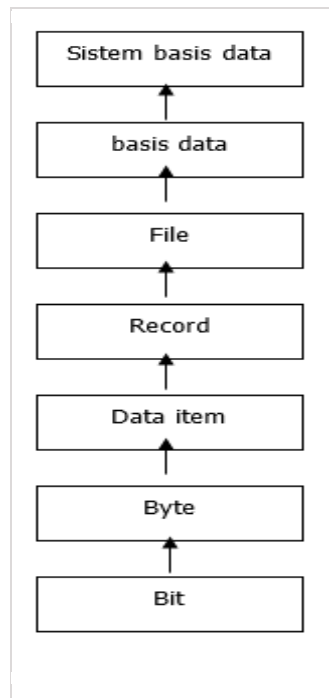 Sistem basis data
basis data
File
Record
Data item
Byte
Bit